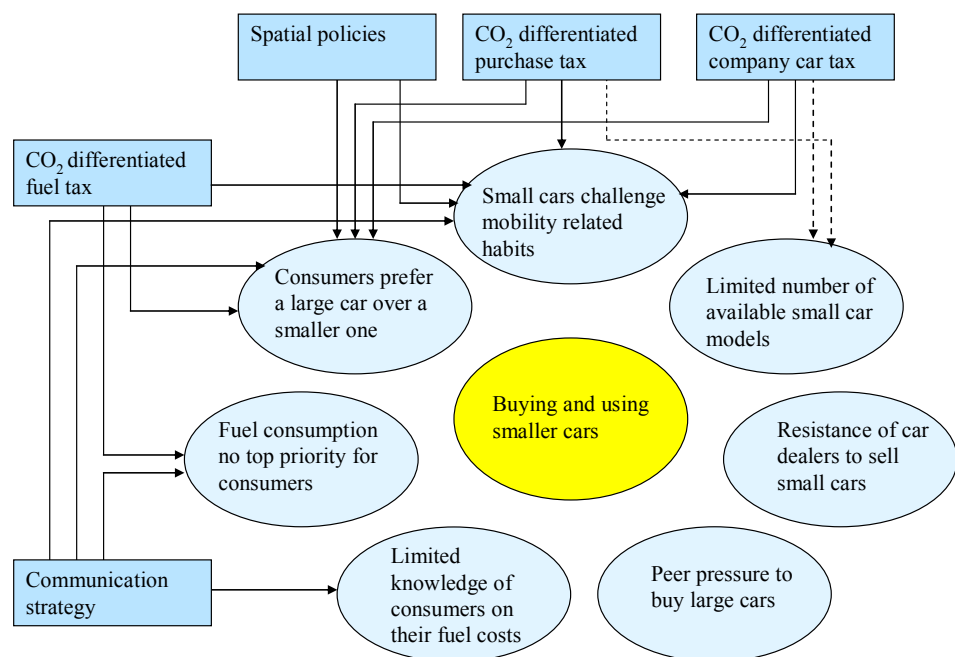 Spatial policies
CO₂ differentiated
purchase tax
CO₂ differentiated
company car tax
CO₂ differentiated
fuel tax
Small cars challenge
mobility related
habits
Consumers prefer
a large car over a
smaller one
Limited number of
available small car
models
Buying and using
smaller cars
Fuel consumption
no top priority for
consumers
Resistance of car
dealers to sell
small cars
Communication
strategy
Limited
knowledge of
consumers on
their fuel costs
Peer pressure to
buy large cars